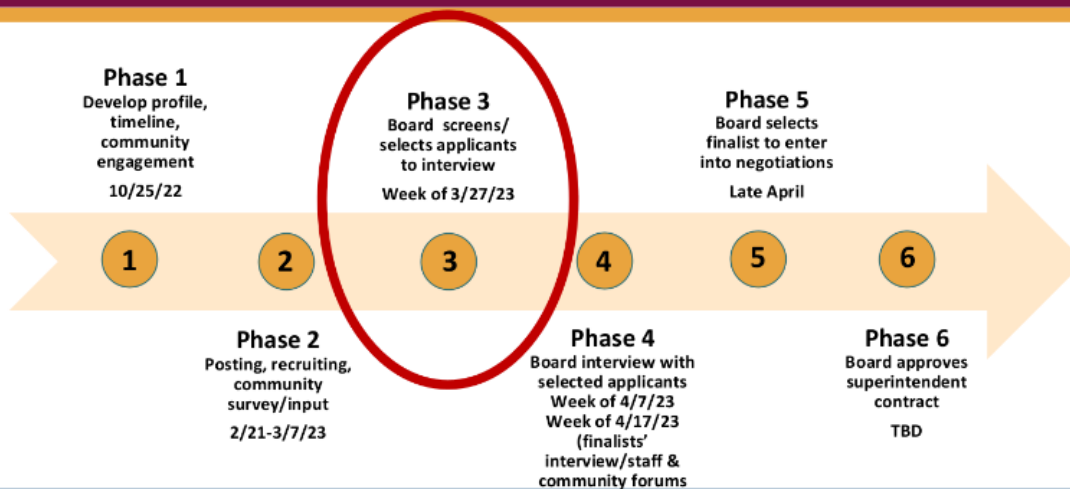 Phase 1
Develop profile,
timeline,
community
engagement
10/25/22
Phase 3
Board screens/
selects applicants
to interview
Week of 3/27/23
Phase 5
Board selects
finalist to enter
into negotiations
Late April
1
2
3
4
5
6
Phase 2
Posting, recruiting,
community
survey/input
2/21-3/7/23
Phase 4
Board interview with
selected applicants
Week of 4/7/23
Week of 4/17/23
(finalists’
interview/staff &
community forums
Phase 6
Board approves
superintendent
contract
TBD